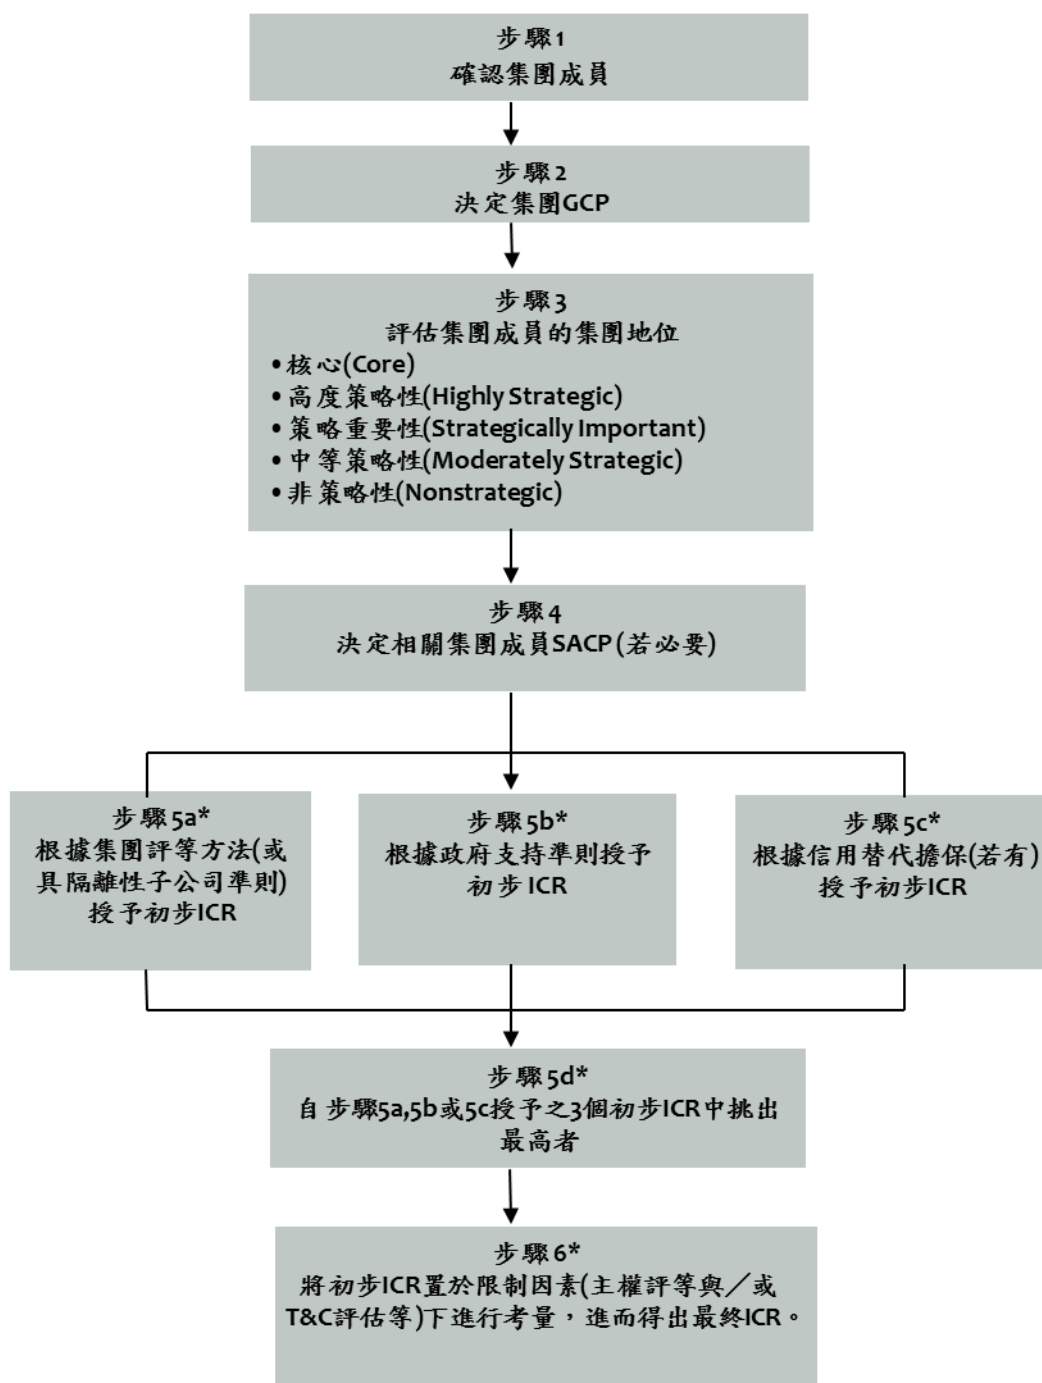 步驟1
確認集團成員
步驟2
決定集團GCP
步驟3
評估集團成員的集團地位
•核心(Core)
•高度策略性(Highly Strategic)
•策略重要性(Strategically Important)
•中等策略性(Moderately Strategic)
•非策略性(Nonstrategic)
步驟4
決定相關集團成員SACP(若必要)
步驟5a*
根據集團評等方法(或
具隔離性子公司準則)
授予初步ICR
步驟5b*
根據政府支持準則授予
初步 ICR
步驟5c*
根據信用替代擔保(若有)
授予初步ICR
步驟5d*
自步驟5a,5b或5c授予之3個初步ICR中挑出
最高者
步驟6*
將初步ICR置於限制因素(主權評等與／或
T&C評估等)下進行考量，進而得出最終ICR。